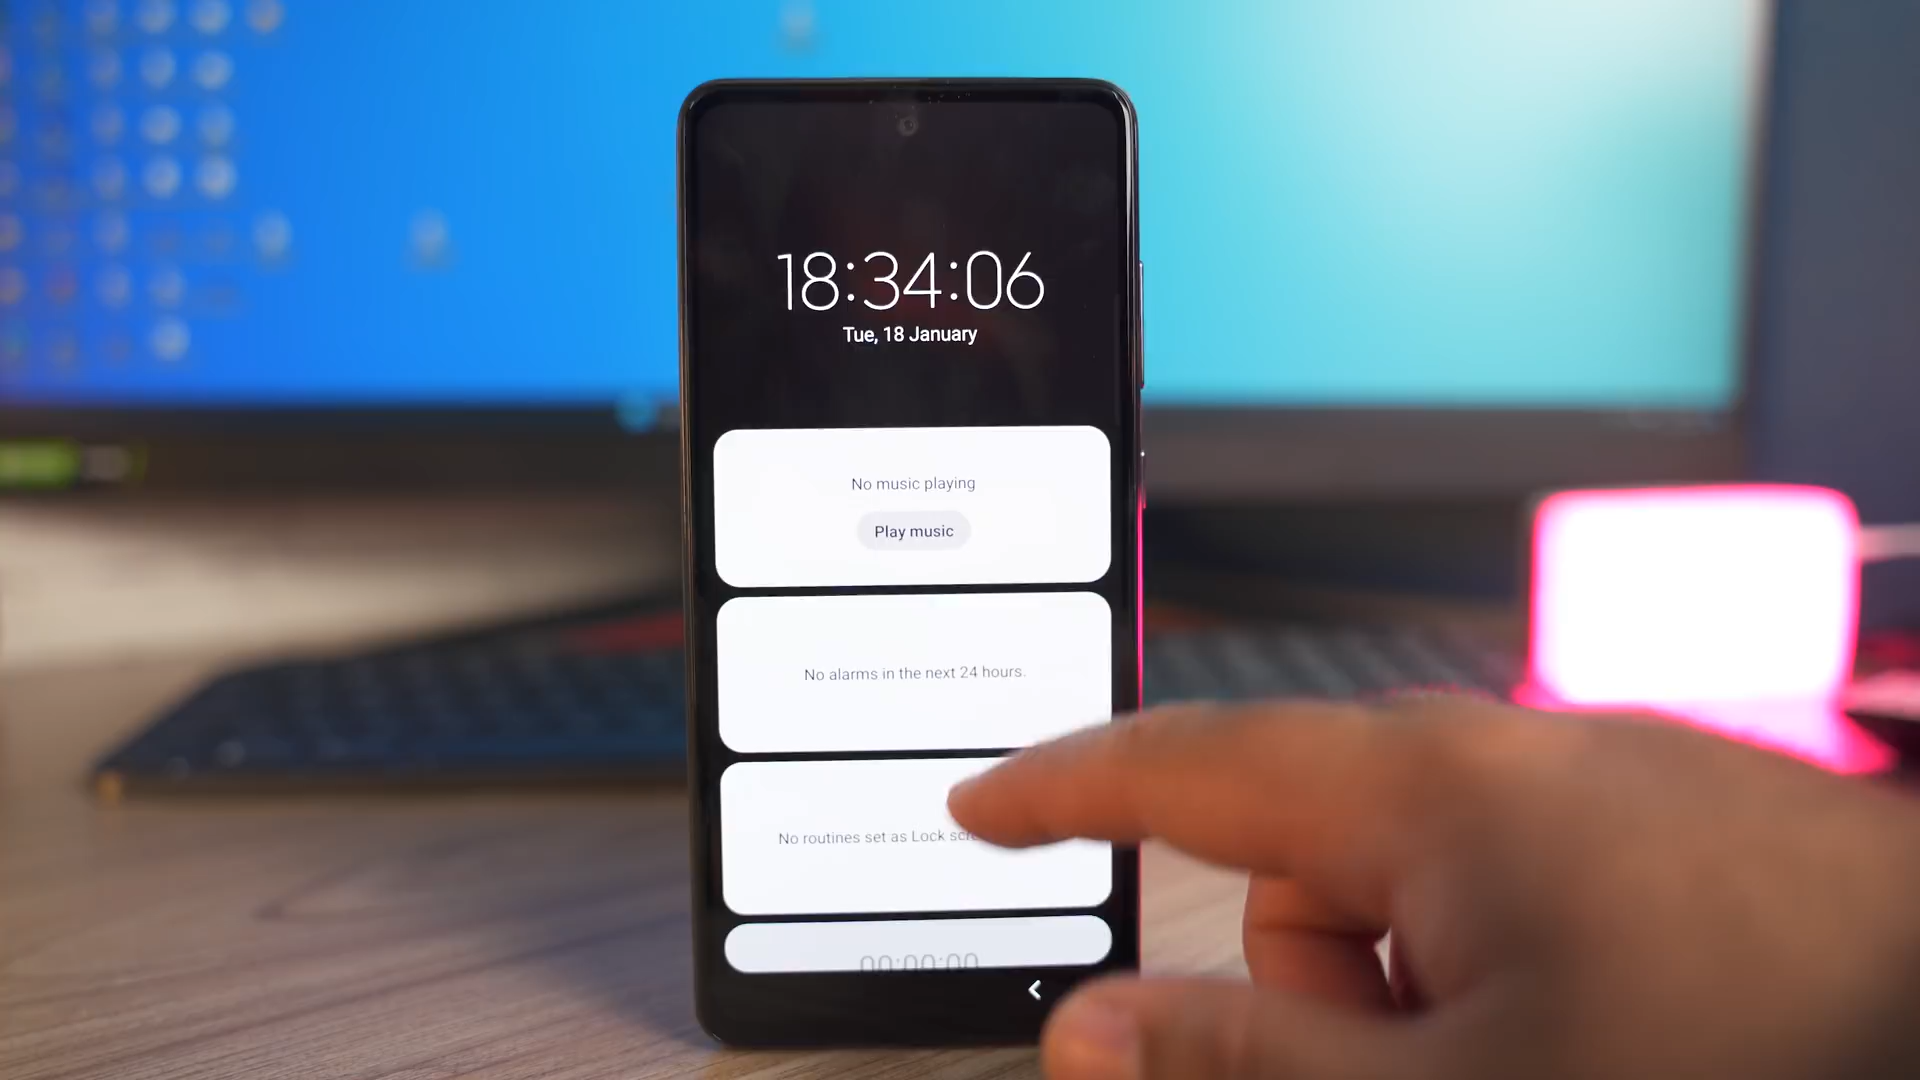 18:34:06
Tue, 18 January
No music playing
Play music
No alarms in the next 24 hours.
No routines set as Lock
00:00:00